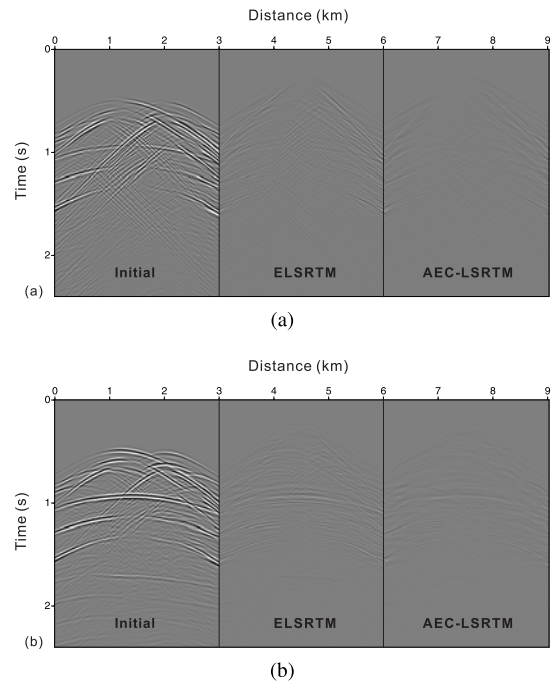 Distance (km)
0 1 2 3 4 5 6 7 8 9
0
1
2
Time (s)
Initial ELSRTM AEC-LSRTM
(a)
(a)
Distance (km)
0 1 2 3 4 5 6 7 8 9
0
1
2
Time (s)
Initial ELSRTM AEC-LSRTM
(b)
(b)